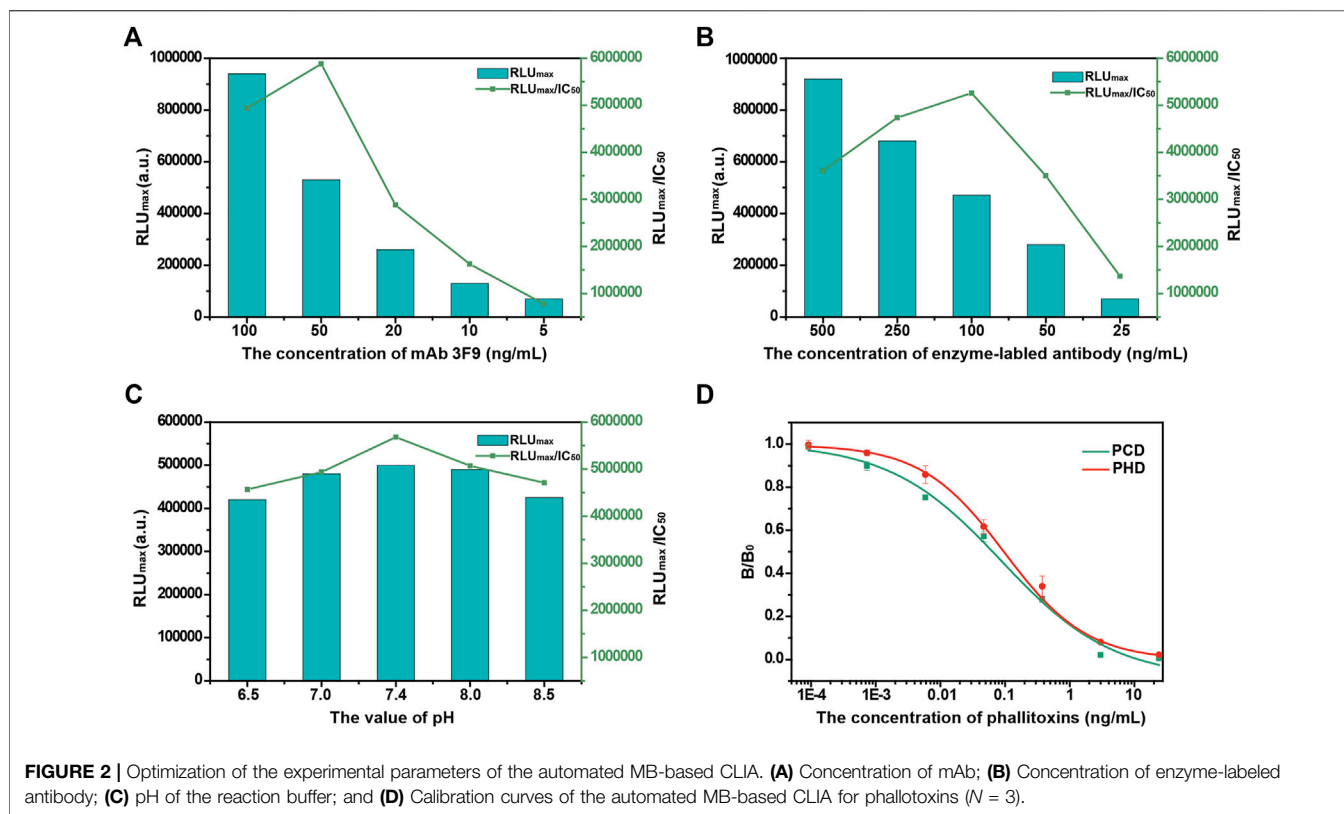 A
RLUmax(a.u.)
1000000
800000
600000
400000
200000
0
RLUmax
RLUmax/IC50
6000000
5000000
4000000
3000000
2000000
1000000
RLUmax/IC50
100 50 20 10 5
The concentration of mAb 3F9 (ng/mL)
B
RLUmax(a.u.)
1000000
800000
600000
400000
200000
0
RLUmax
RLUmax/IC50
6000000
5000000
4000000
3000000
2000000
1000000
RLUmax/IC50
500 250 100 50 25
The concentration of enzyme-labled antibody (ng/mL)
C
RLUmax(a.u.)
600000
500000
400000
300000
200000
100000
0
RLUmax
RLUmax/IC50
6000000
5000000
4000000
3000000
2000000
1000000
RLUmax/IC50
6.5 7.0 7.4 8.0 8.5
The value of pH
D
B/B0
1.0
0.8
0.6
0.4
0.2
0.0
PCD
PHD
1E-4 1E-3 0.01 0.1 1 10
The concentration of phallitoxins (ng/mL)
FIGURE 2 | Optimization of the experimental parameters of the automated MB-based CLIA. (A) Concentration of mAb; (B) Concentration of enzyme-labeled
antibody; (C) pH of the reaction buffer; and (D) Calibration curves of the automated MB-based CLIA for phallotoxins (N = 3).